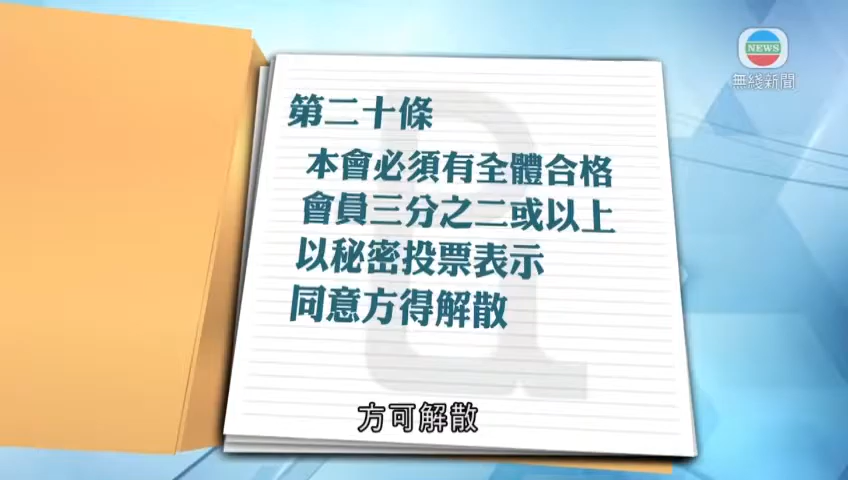 NEWS
無綫新聞
第二十條
本會必須有全體合格
會員三分之二或以上
以秘密投票表示
同意方得解散
方可解散